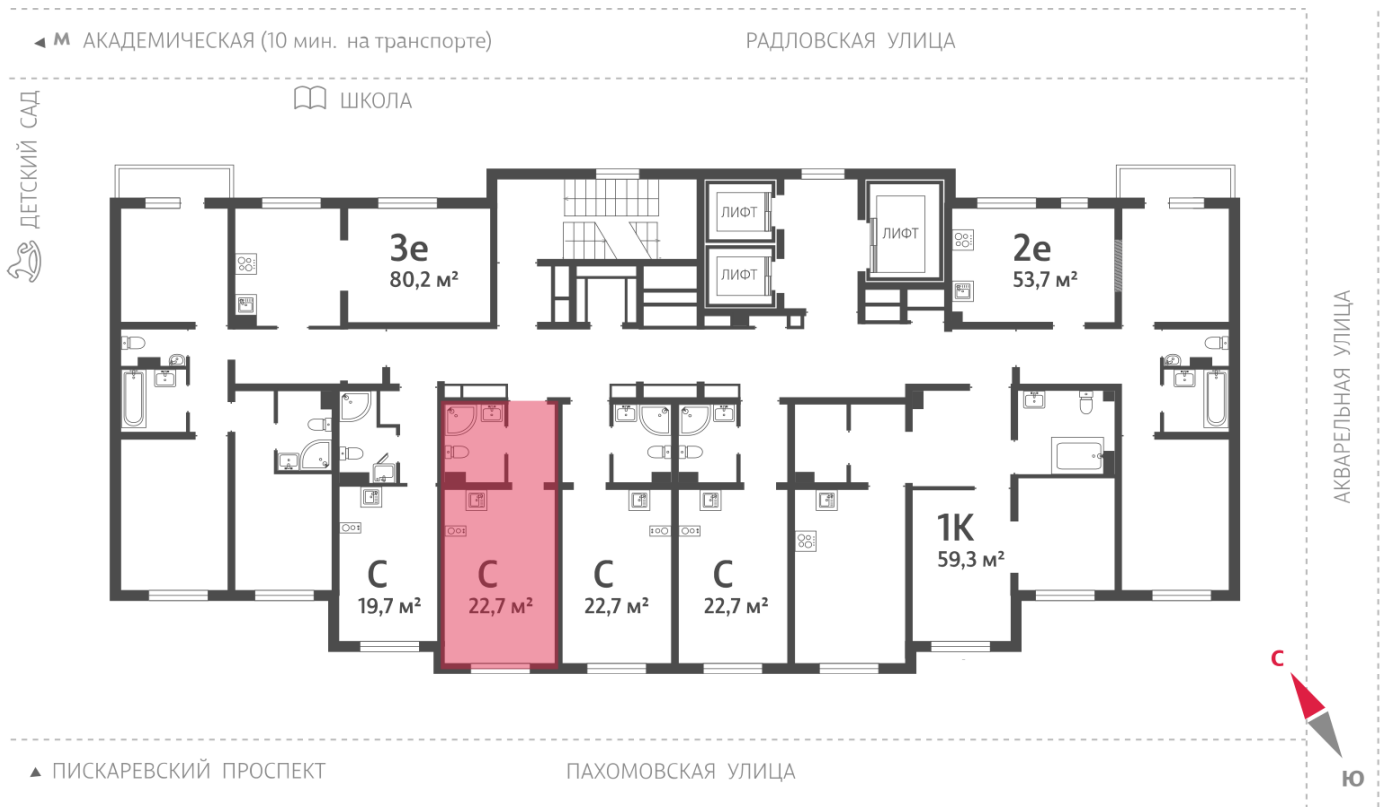 М АКАДЕМИЧЕСКАЯ (10 мин. на транспорте)
РАДЛОВСКАЯ УЛИЦА
ШКОЛА
ДЕТСКИЙ САД
ЛИФТ
ЛИФТ
ЛИФТ
3е
80,2 м²
2е
53,7 м²
АКВАРЕЛЬНАЯ УЛИЦА
1К
59,3 м²
С
19,7 м²
С
22,7 м²
С
22,7 м²
С
22,7 м²
С
Ю
ПИСКАРЕВСКИЙ ПРОСПЕКТ
ПАХОМОВСКАЯ УЛИЦА